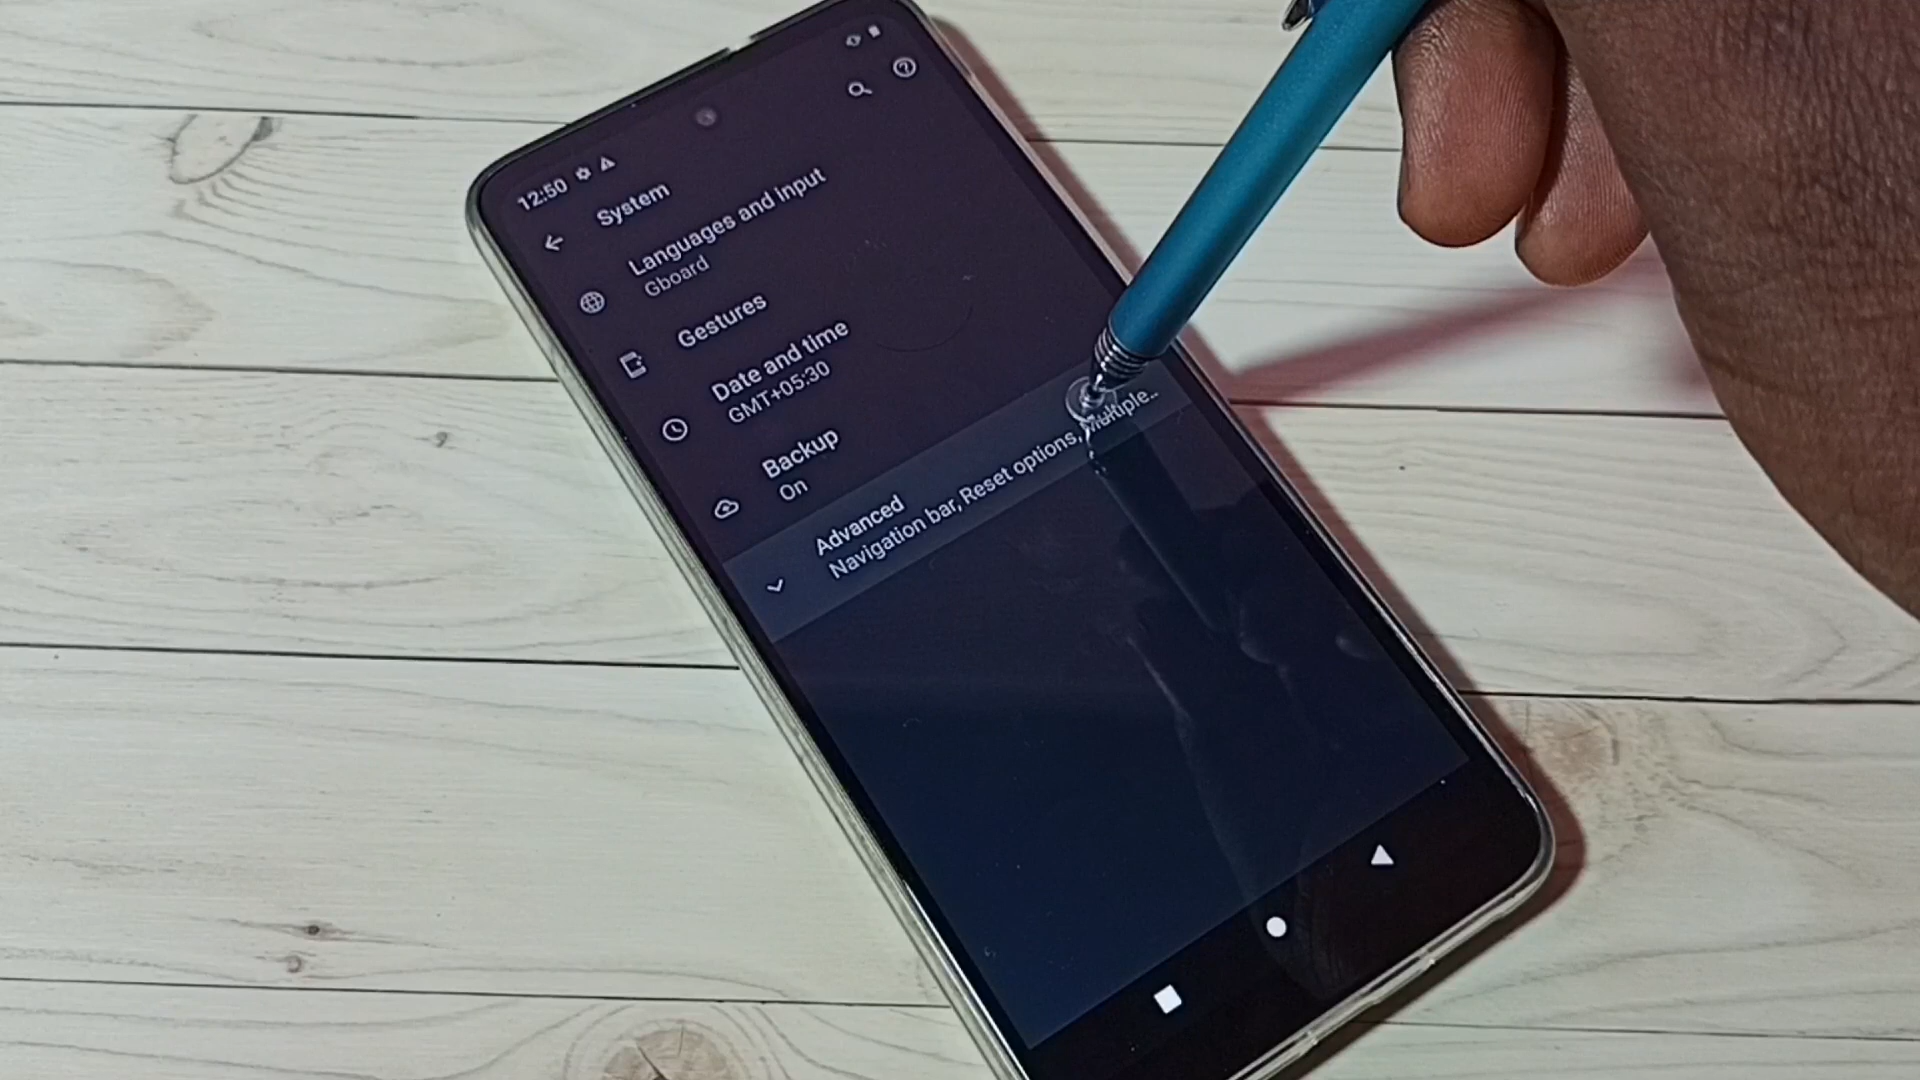 12:50
System
Languages and input
Gboard
Gestures
Date and time
GMT+05:30
Backup
On
Advanced
Navigation bar, Reset options, Multiple..